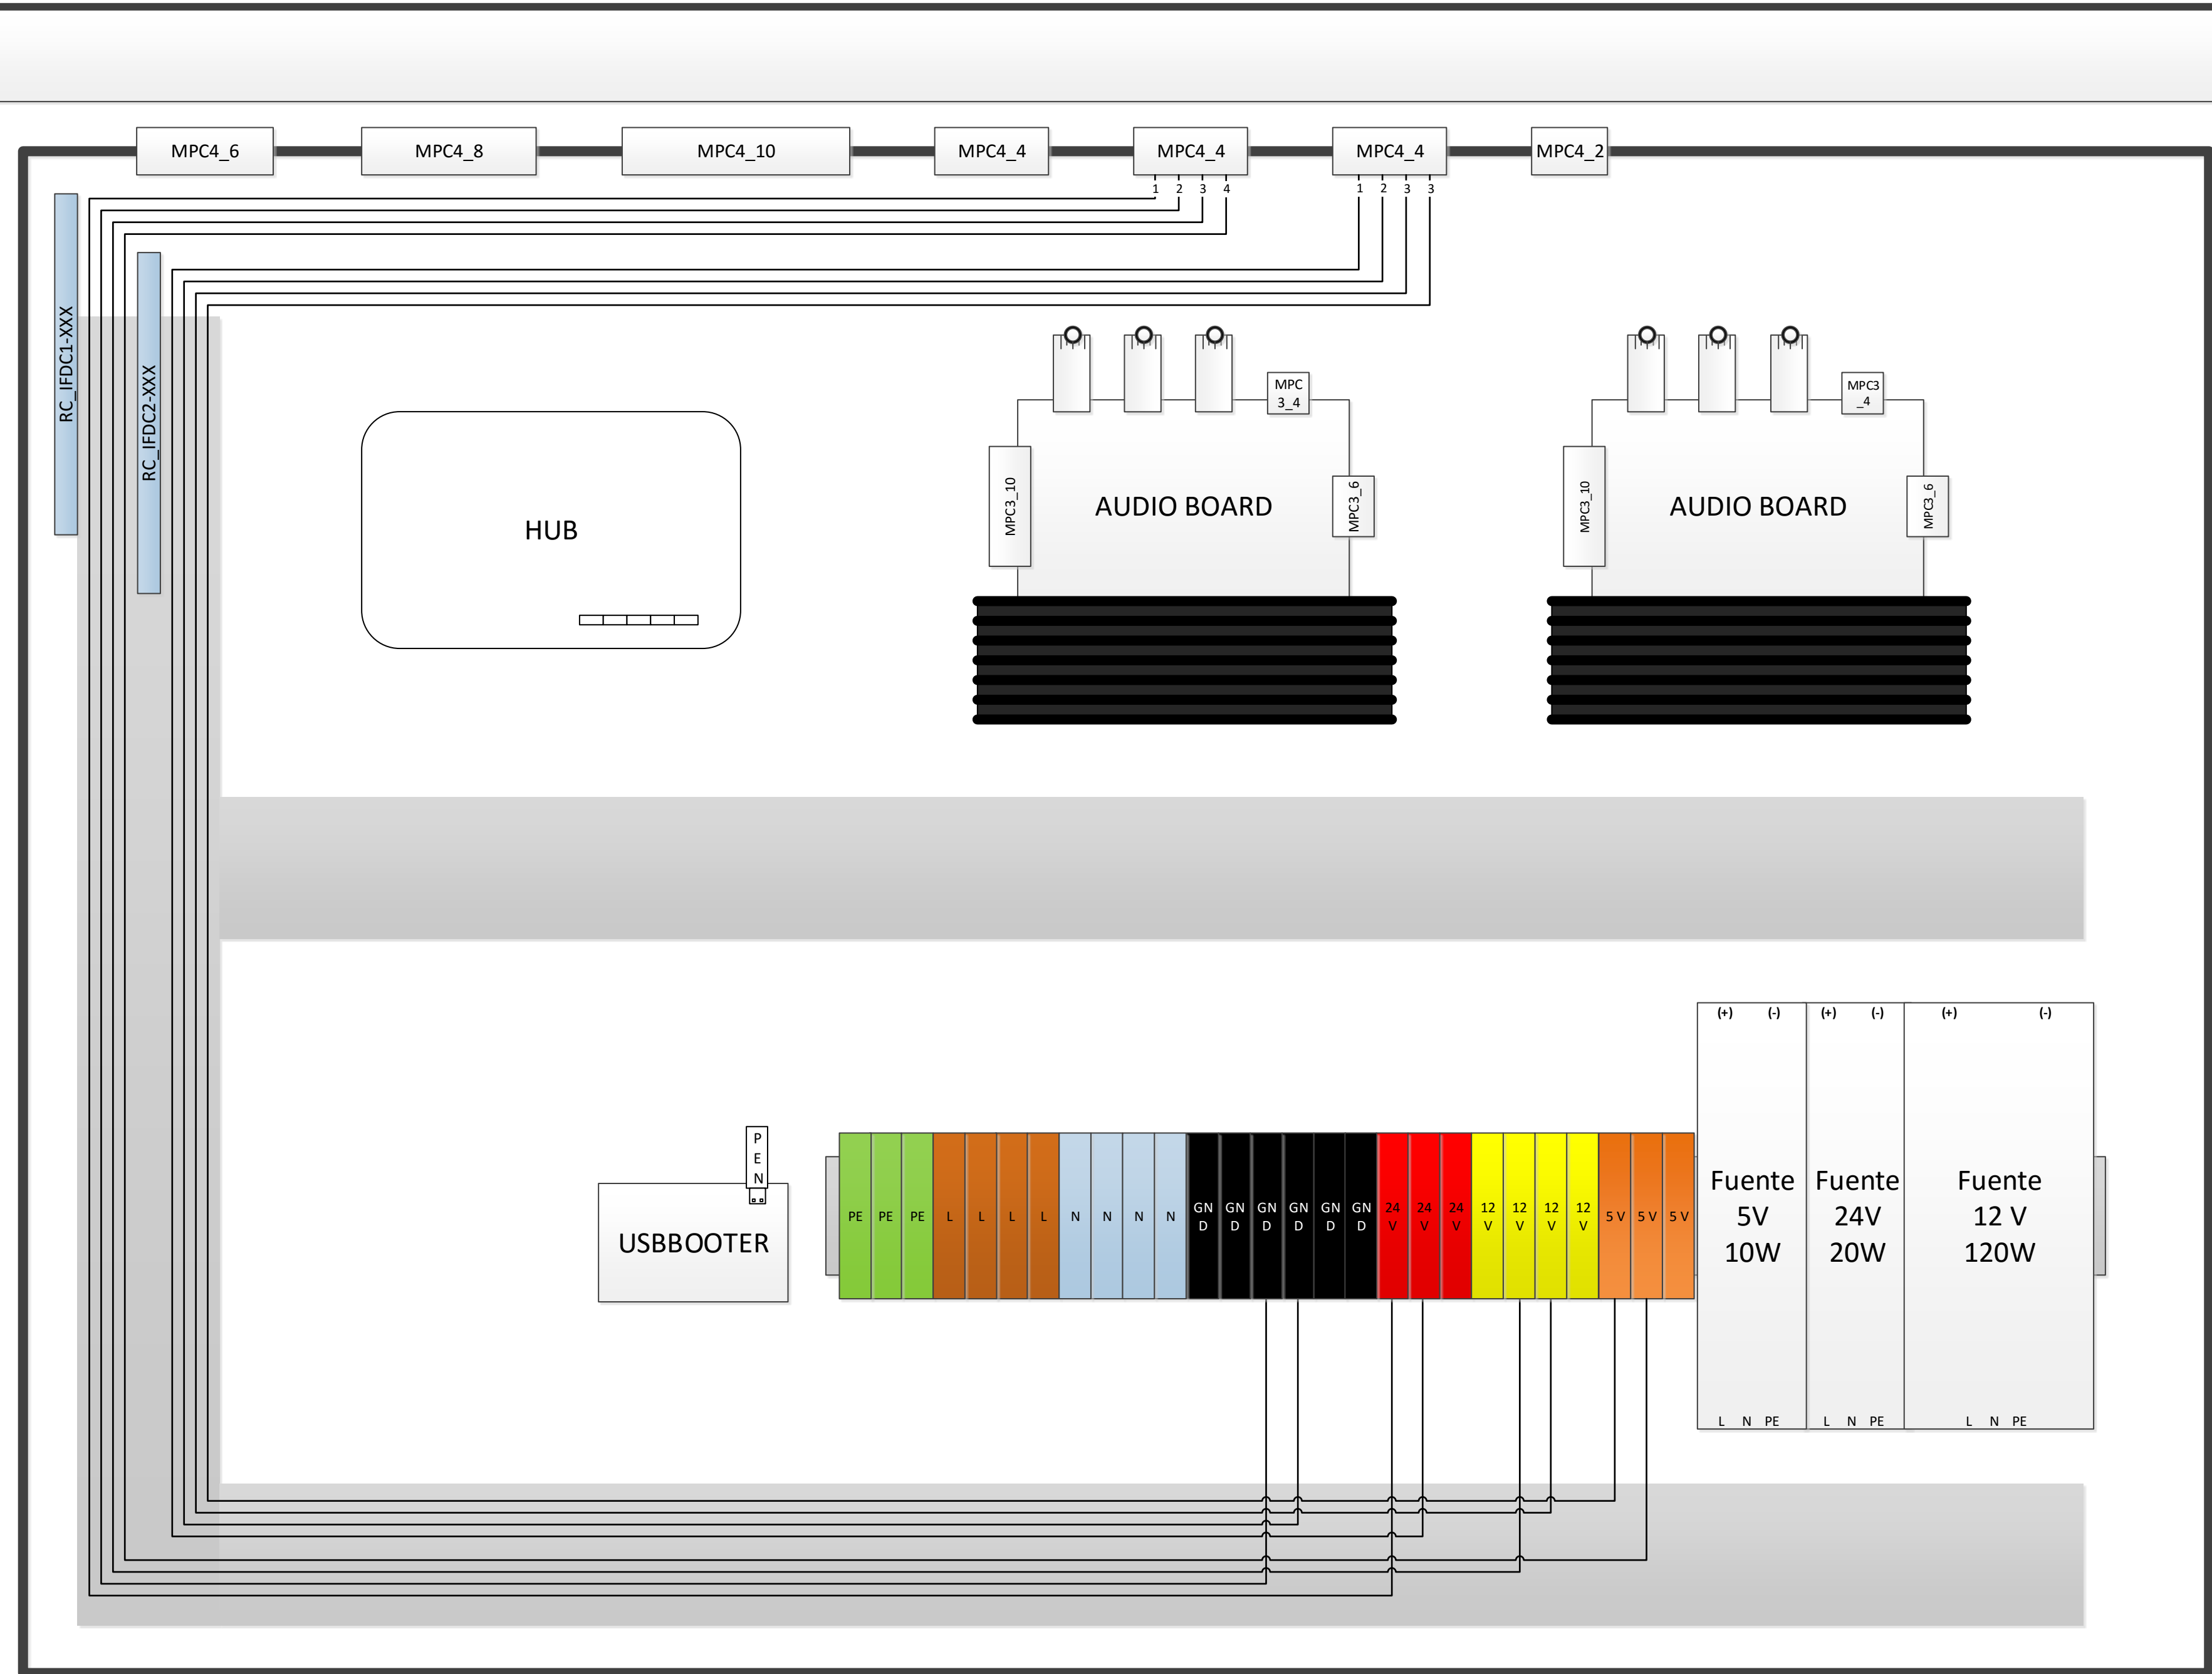 MPC4_6 MPC4_8 MPC4_10 MPC4_4 MPC4_4 MPC4_4 MPC4_2
1 2 3 4 1 2 3 3
RC_IFDC1-XXX
RC_IFDC2-XXX
HUB
MPC
3_4
MPC3_10
AUDIO BOARD
MPC3_6
MPC3
_4
MPC3_10
AUDIO BOARD
MPC3_6
P
E
N
USBBOOTER
PE PE PE L L L L N N N N
GN GN GN GN GN GN
D D D D D D
24 24 24
V V V
12 12 12 12
V V V V
5 V 5 V 5 V
(+) (-) (+) (-) (+) (-)
Fuente
5V
10W
Fuente
24V
20W
Fuente
12 V
120W
L N PE L N PE L N PE